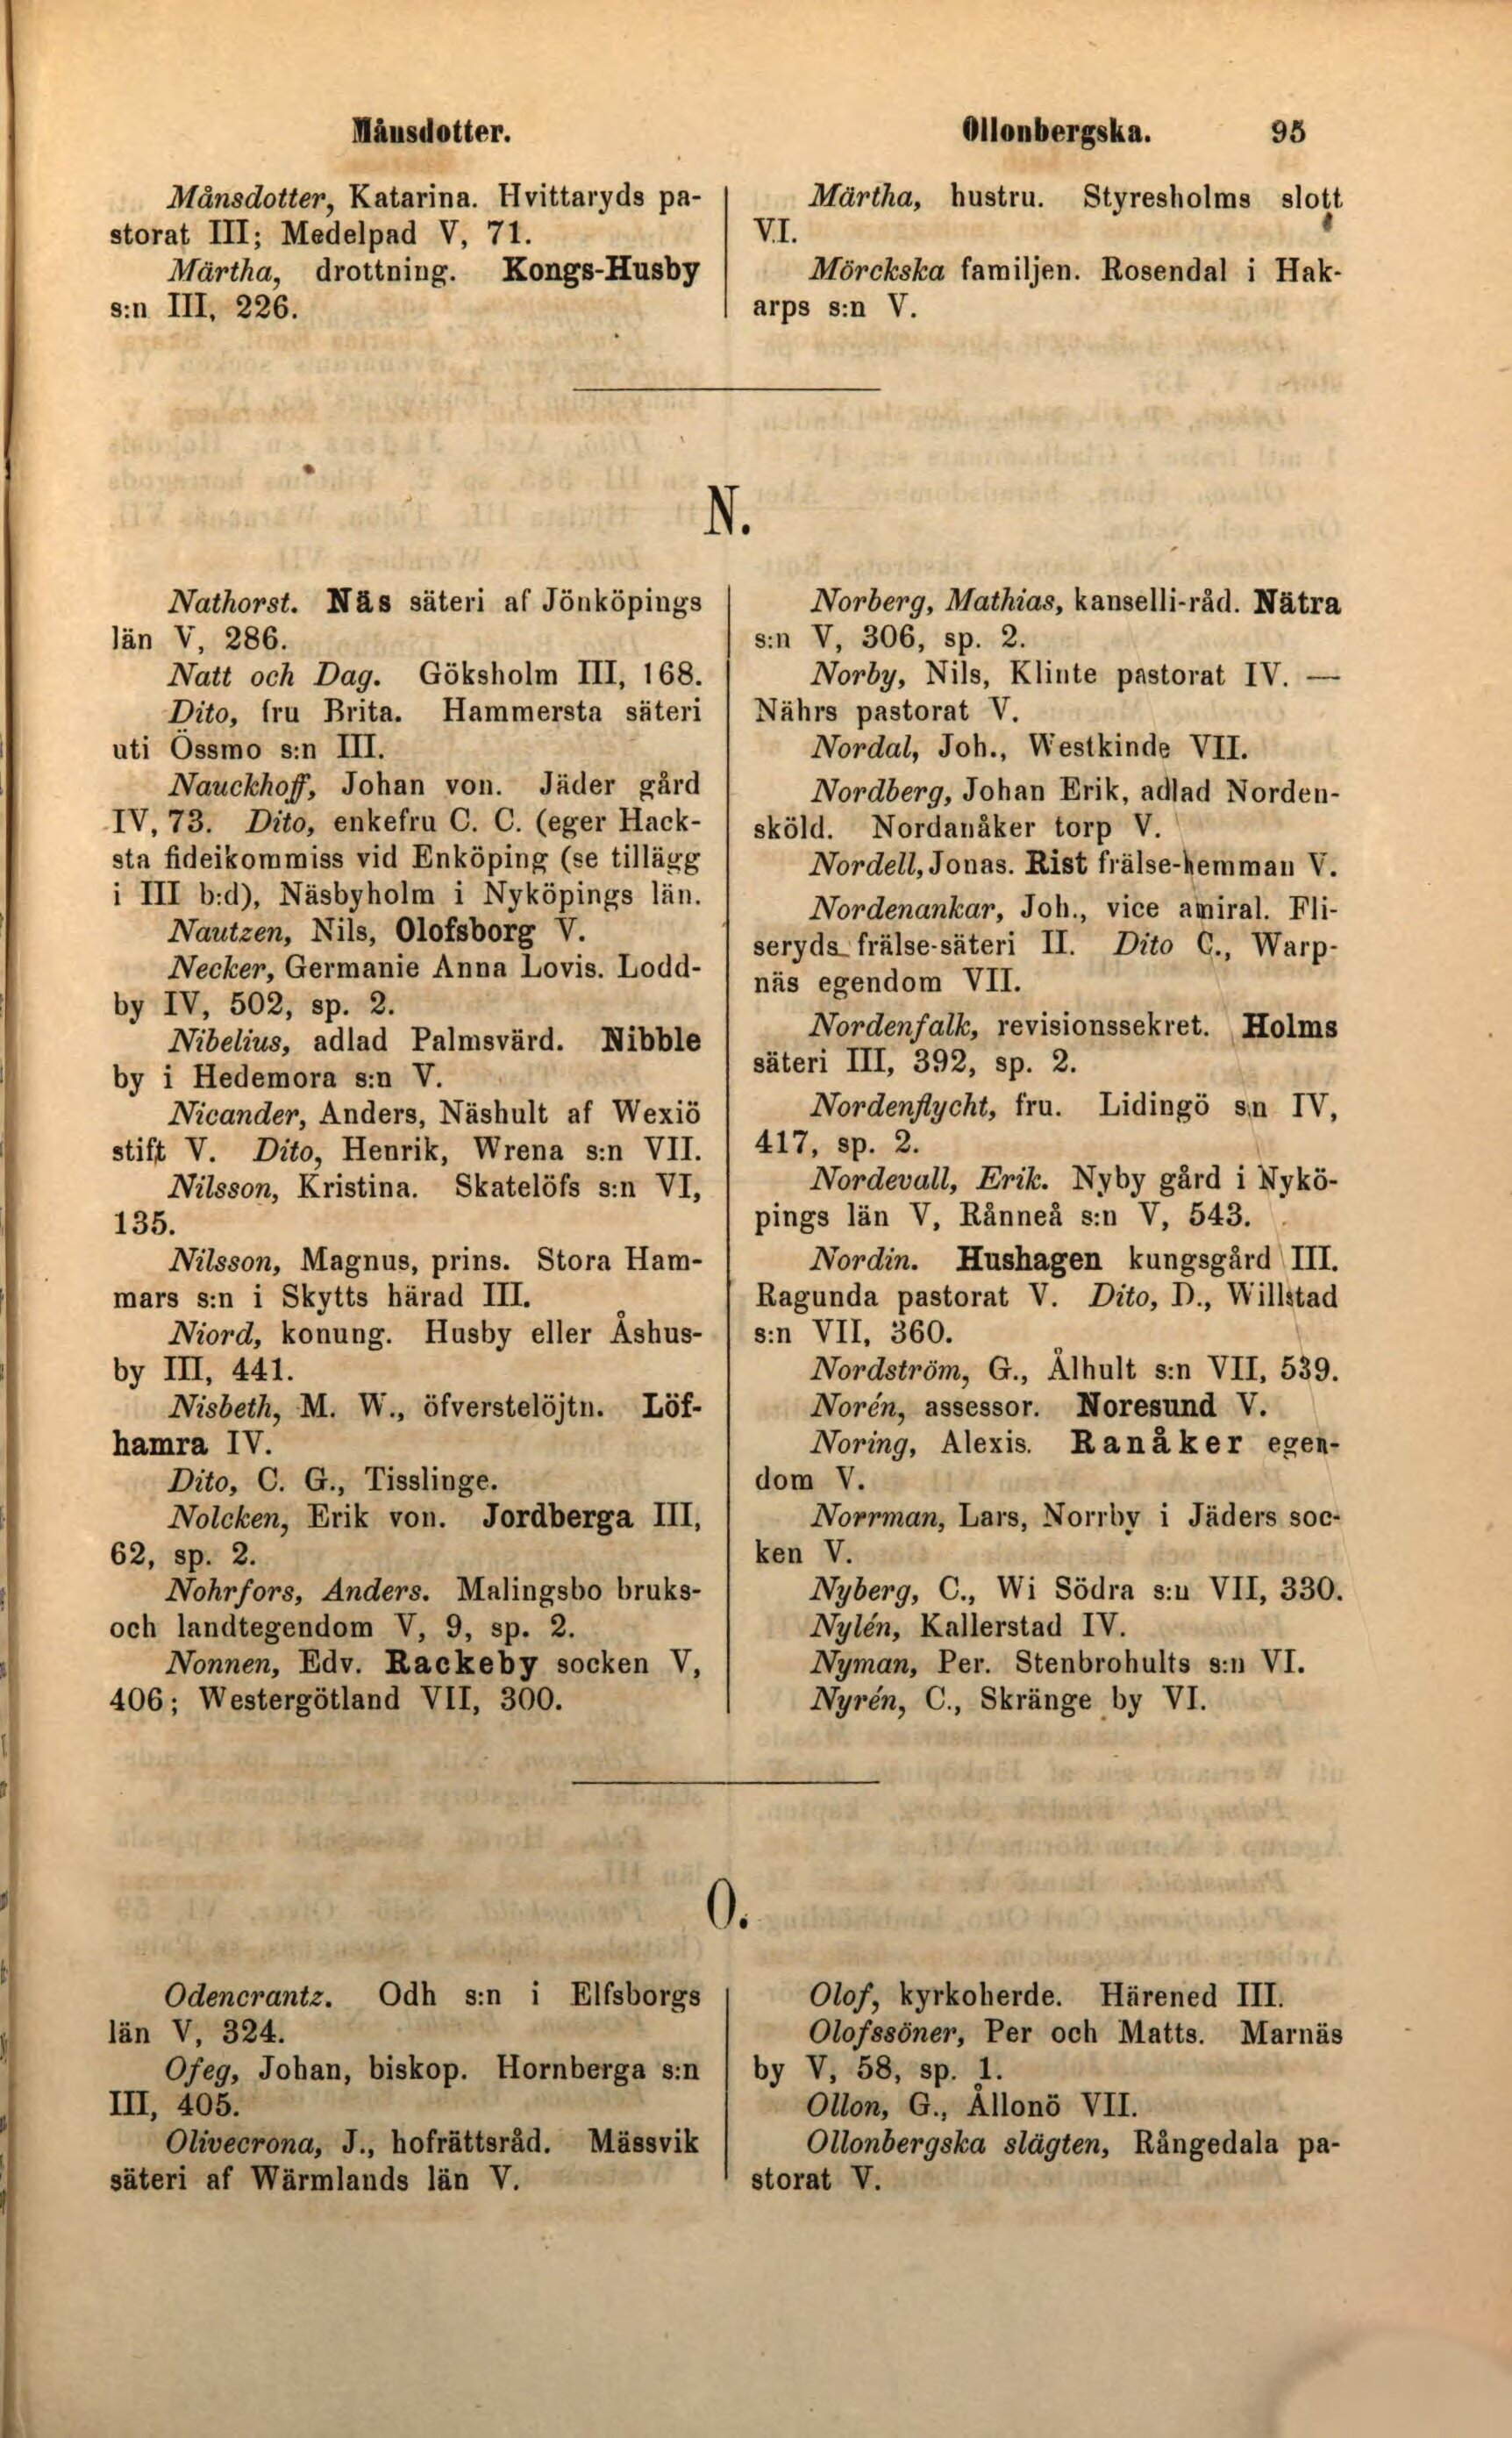 Månsdotter.
Ollonbergska. 95
Månsdotter, Katarina. Hvittaryds pa-
storat III; Medelpad V, 71.
Märtha, drottning. Kongs-Husby
s:n III, 226.
Märtha, hustru. Styresholms slott
VI.
Mörckska familjen. Rosendal i Hak-
arps s:n V.
N.
Nathorst. Näs säteri af Jönköpings
län V, 286.
Natt och Dag. Göksholm III, 168.
Dito, fru Brita. Hammersta säteri
uti Össmo s:n III.
Nauckhoff, Johan von. Jäder gård
IV, 73. Dito, enkefru C. C. (eger Hack-
sta fideikommiss vid Enköping (se tillägg
i III b:d), Näsbyholm i Nyköpings län.
Nautzen, Nils, Olofsborg V.
Necker, Germanie Anna Lovis. Lodd-
by IV, 502, sp. 2.
Nibelius, adlad Palmsvärd. Nibble
by i Hedemora s:n V.
Nicander, Anders, Näshult af Wexiö
stift V. Dito, Henrik, Wrena s:n VII.
Nilsson, Kristina. Skatelöfs s:n VI,
135.
Nilsson, Magnus, prins. Stora Ham-
mars s:n i Skytts härad III.
Niord, konung. Husby eller Åshus-
by III, 441.
Nisbeth, M. W., öfverstelöjtn. Löf-
hamra IV.
Dito, C. G., Tisslinge.
Nolcken, Erik von. Jordberga III,
62, sp. 2.
Nohrfors, Anders. Malingsbo bruks-
och landtegendom V, 9, sp. 2.
Nonnen, Edv. Rackeby socken V,
406; Westergötland VII, 300.
Norberg, Mathias, kanselli-råd. Nätra
s:n V, 306, sp. 2.
Norby, Nils, Klinte pastorat IV. —
Nährs pastorat V.
Nordal, Joh., Westkinde VII.
Nordberg, Johan Erik, adlad Norden-
sköld. Nordanåker torp V.
Nordell, Jonas. Rist frälse-hemman V.
Nordenankar, Joh., vice amiral. Fli-
seryds frälse-säteri II. Dito C., Warp-
näs egendom VII.
Nordenfalk, revisionssekret. Holms
säteri III, 392, sp. 2.
Nordenflycht, fru. Lidingö s:n IV,
417, sp. 2.
Nordevall, Erik. Nyby gård i Nykö-
pings län V, Rånneå s:n V, 543.
Nordin. Hushagen kungsgård III.
Ragunda pastorat V. Dito, D., Willstad
s:n VII, 360.
Nordström, G., Ålhult s:n VII, 539.
Norén, assessor. Noresund V.
Noring, Alexis. Ranåker egen-
dom V.
Norrman, Lars, Norrby i Jäders soc-
ken V.
Nyberg, C., Wi Södra s:n VII, 330.
Nylén, Kallerstad IV.
Nyman, Per. Stenbrohults s:n VI.
Nyrén, C., Skränge by VI.
O.
Odencrantz. Odh s:n i Elfsborgs
län V, 324.
Ofeg, Johan, biskop. Hornberga s:n
III, 405.
Olivecrona, J., hofrättsråd. Mässvik
säteri af Wärmlands län V.
Olof, kyrkoherde. Härened III.
Olofssöner, Per och Matts. Marnäs
by V, 58, sp. 1.
Ollon, G., Ållonö VII.
Ollonbergska slägten, Rångedala pa-
storat V.